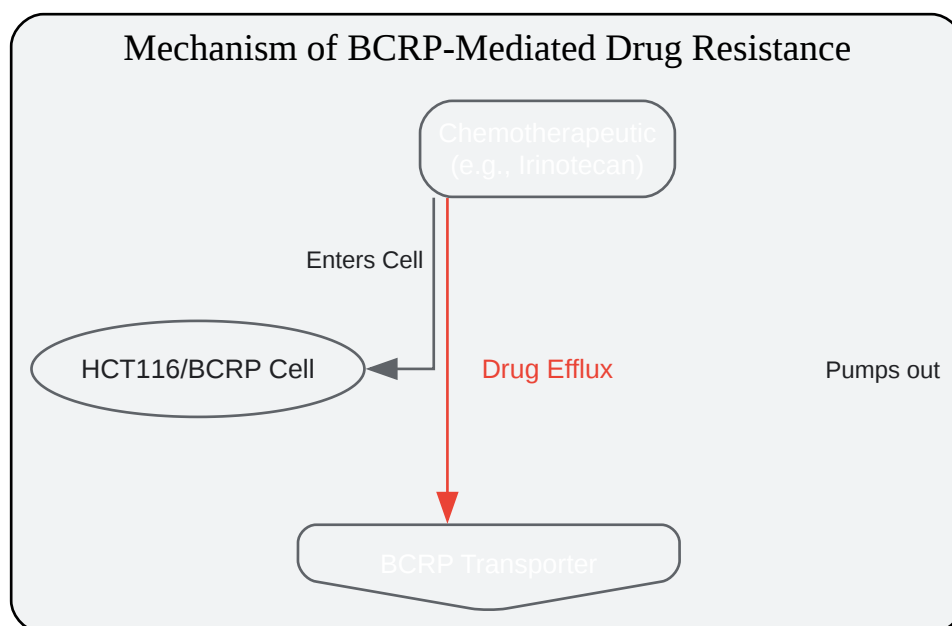 Mechanism of BCRP-Mediated Drug Resistance
Chemotherapeutic
(e.g., Irinotecan)
Enters Cell
HCT116/BCRP Cell
Drug Efflux
Pumps out
BCRP Transporter